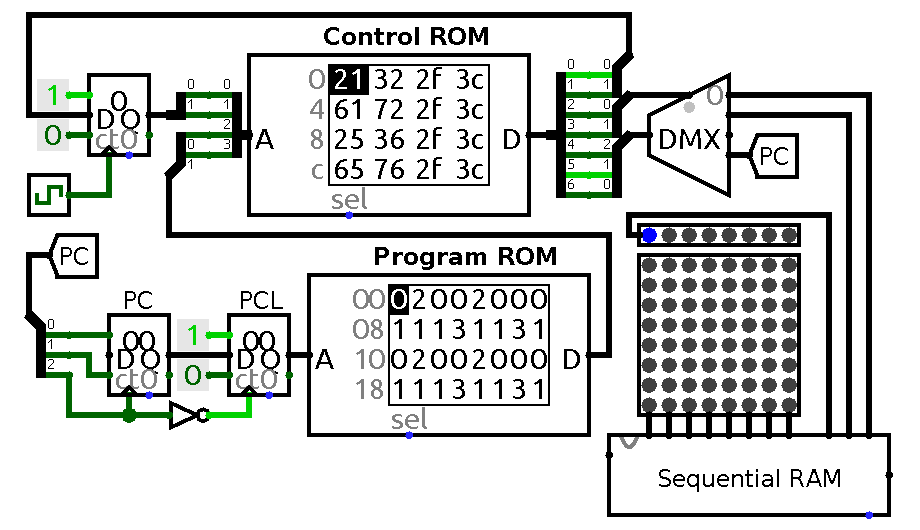 Control ROM
0 21 32 2f 3c
4 61 72 2f 3c
8 25 36 2f 3c
c 65 76 2f 3c
A
D
sel
1
0
0
D Q
ct0
0 0
1 1
0 2
1 3
0 0
1 1
2 0
3 1
4 2
5 1
6 0
0
DMX
PC
PC
0
1
2
PC
00
D Q
ct0
1
0
PCL
00
D Q
ct0
Program ROM
00 02002000
08 11131131
10 02002000
18 11131131
A
D
sel
Sequential RAM